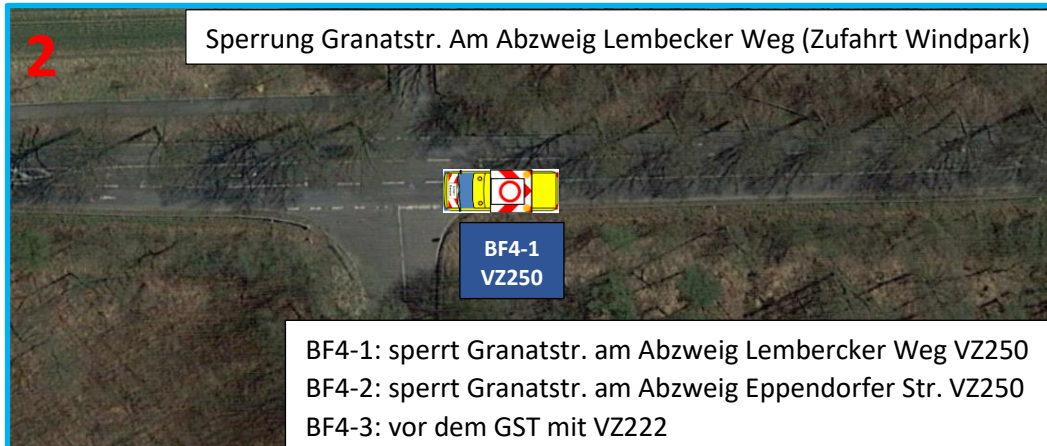 2
Sperrung Granatstr. Am Abzweig Lembecker Weg (Zufahrt Windpark)
BF4-1
VZ250
BF4-1: sperrt Granatstr. am Abzweig Lembercker Weg VZ250
BF4-2: sperrt Granatstr. am Abzweig Eppendorfer Str. VZ250
BF4-3: vor dem GST mit VZ222